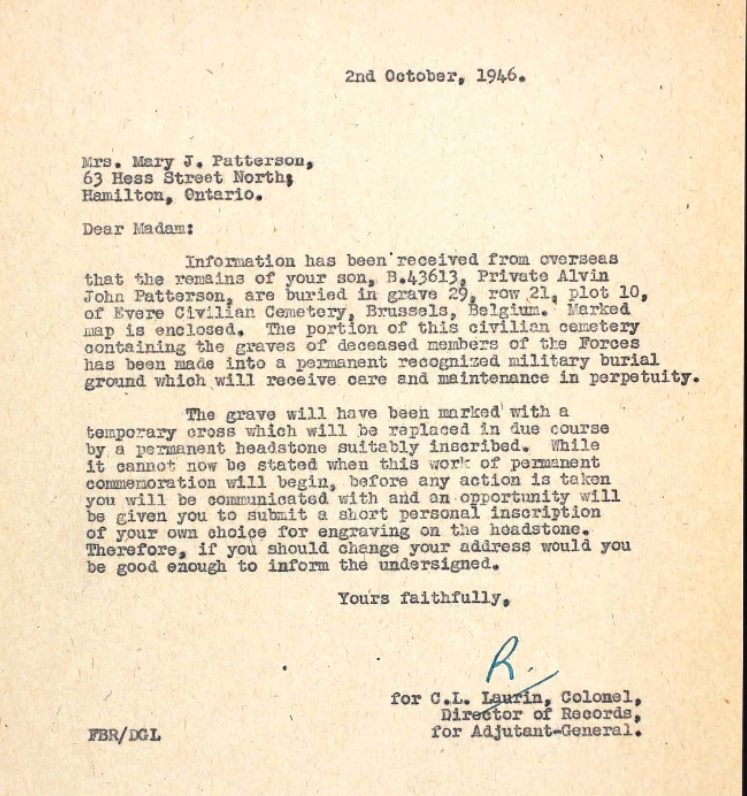 2nd October, 1946.
Mrs. Mary J. Patterson,
63 Hess Street North,
Hamilton, Ontario.
Dear Madam:
Information has been received from overseas
that the remains of your son, B.43613, Private Alvin
John Patterson, are buried in grave 29, row 21, plot 10,
of Evere Civilian Cemetery, Brussels, Belgium. Marked
map is enclosed. The portion of this civilian cemetery
containing the graves of deceased members of the Forces
has been made into a permanent recognized military burial
ground which will receive care and maintenance in perpetuity.
The grave will have been marked with a
temporary cross which will be replaced in due course
by a permanent headstone suitably inscribed. While
it cannot now be stated when this work of permanent
commemoration will begin, before any action is taken
you will be communicated with and an opportunity will
be given you to submit a short personal inscription
of your own choice for engraving on the headstone.
Therefore, if you should change your address would you
be good enough to inform the undersigned.
Yours faithfully,
R.
for C.L. Laurin, Colonel,
Director of Records,
FBR/DGL for Adjutant-General.